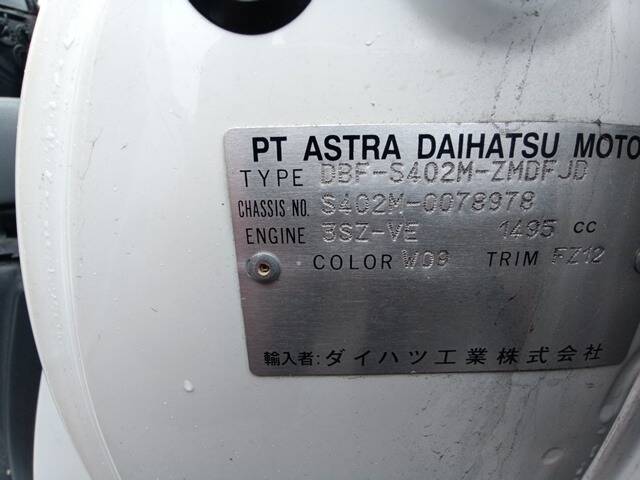 PT ASTRA DAIHATSU MOTO
TYPE DBF-S402M-ZMDFJD
CHASSIS NO. S402M-0078978
ENGINE 3SZ-VE 1495 cc
COLOR W09 TRIM FZ12
輸入者:ダイハツ工業株式会社